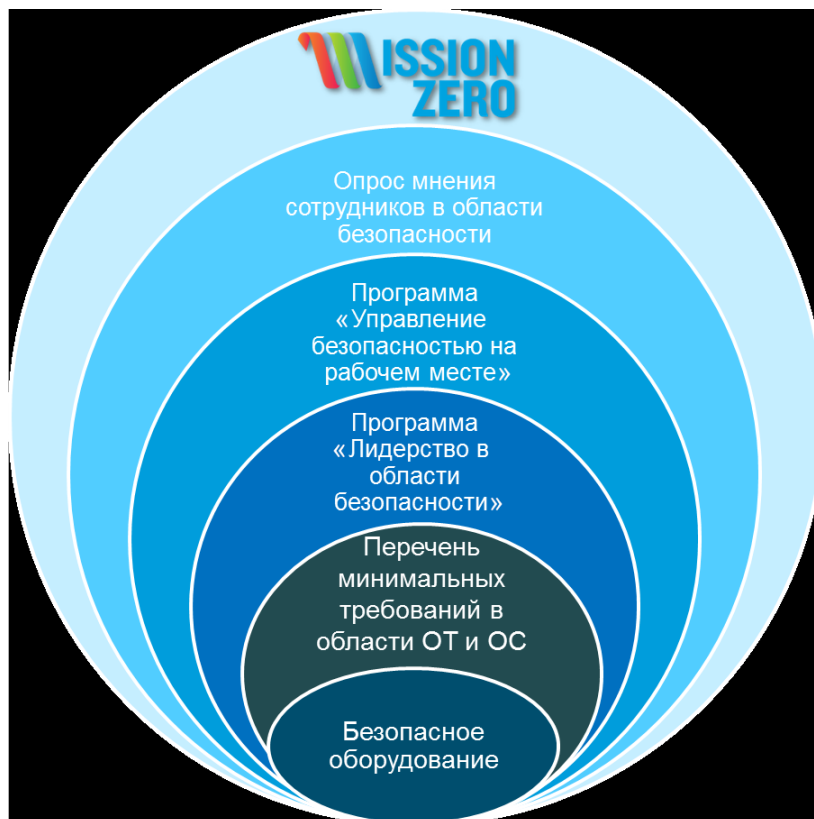 MISSION
ZERO
Опрос мнения
сотрудников в области
безопасности
Программа
«Управление
безопасностью на
рабочем месте»
Программа
«Лидерство в
области
безопасности»
Перечень
минимальных
требований в
области ОТ и ОС
Безопасное
оборудование